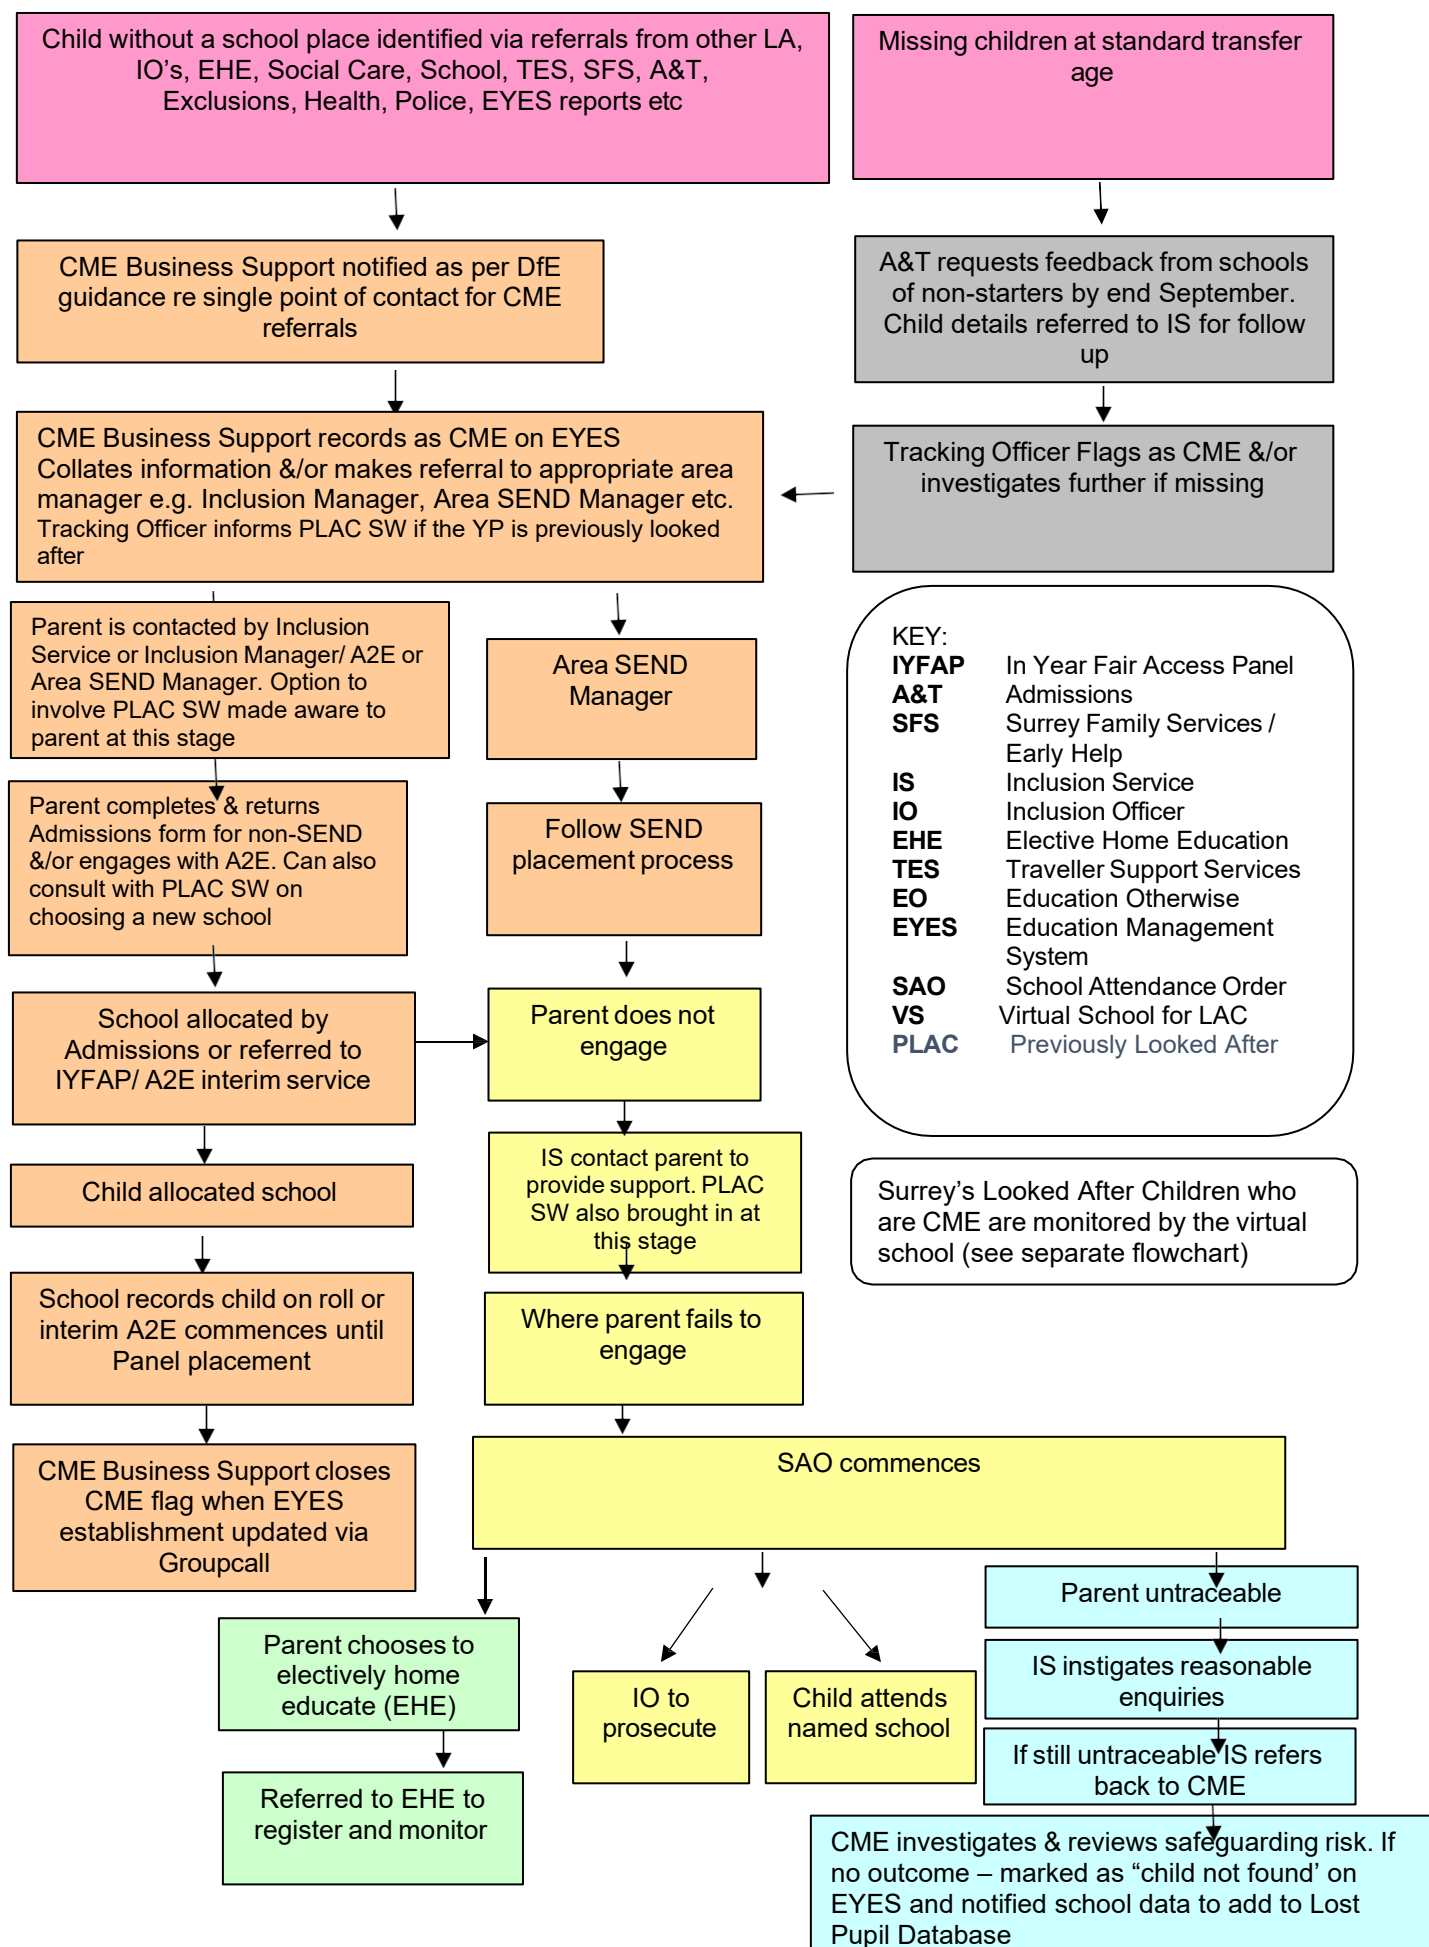 Child without a school place identified via referrals from other LA,
IO's, EHE, Social Care, School, TES, SFS, A&T,
Exclusions, Health, Police, EYES reports etc
Missing children at standard transfer
age
CME Business Support notified as per DfE
guidance re single point of contact for CME
referrals
A&T requests feedback from schools
of non-starters by end September.
Child details referred to IS for follow
up
CME Business Support records as CME on EYES
Collates information &/or makes referral to appropriate area
manager e.g. Inclusion Manager, Area SEND Manager etc.
Tracking Officer informs PLAC SW if the YP is previously looked
after
Tracking Officer Flags as CME &/or
investigates further if missing
Parent is contacted by Inclusion
Service or Inclusion Manager/ A2E or
Area SEND Manager. Option to
involve PLAC SW made aware to
parent at this stage
Area SEND
Manager
Parent completes & returns
Admissions form for non-SEND
&/or engages with A2E. Can also
consult with PLAC SW on
choosing a new school
Follow SEND
placement process
KEY:
IYFAP In Year Fair Access Panel
A&T Admissions
SFS Surrey Family Services /
Early Help
IS Inclusion Service
IO Inclusion Officer
EHE Elective Home Education
TES Traveller Support Services
EO Education Otherwise
EYES Education Management
System
SAO School Attendance Order
VS Virtual School for LAC
PLAC Previously Looked After
School allocated by
Admissions or referred to
IYFAP/ A2E interim service
Parent does not
engage
Child allocated school
IS contact parent to
provide support. PLAC
SW also brought in at
this stage
Surrey's Looked After Children who
are CME are monitored by the virtual
school (see separate flowchart)
School records child on roll or
interim A2E commences until
Panel placement
Where parent fails to
engage
CME Business Support closes
CME flag when EYES
establishment updated via
Groupcall
SAO commences
Parent chooses to
electively home
educate (EHE)
Referred to EHE to
register and monitor
IO to
prosecute
Child attends
named school
Parent untraceable
IS instigates reasonable
enquiries
If still untraceable IS refers
back to CME
CME investigates & reviews safeguarding risk. If
no outcome – marked as “child not found’ on
EYES and notified school data to add to Lost
Pupil Database